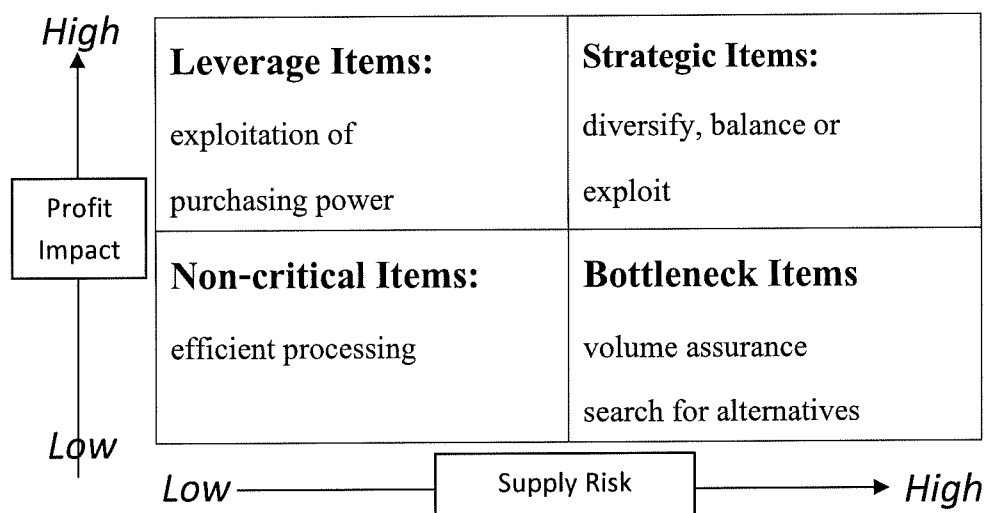 High
Leverage Items:
exploitation of
purchasing power
Strategic Items:
diversify, balance or
exploit
Profit
Impact
Non-critical Items:
efficient processing
Bottleneck Items
volume assurance
search for alternatives
Low
Low
Supply Risk
High